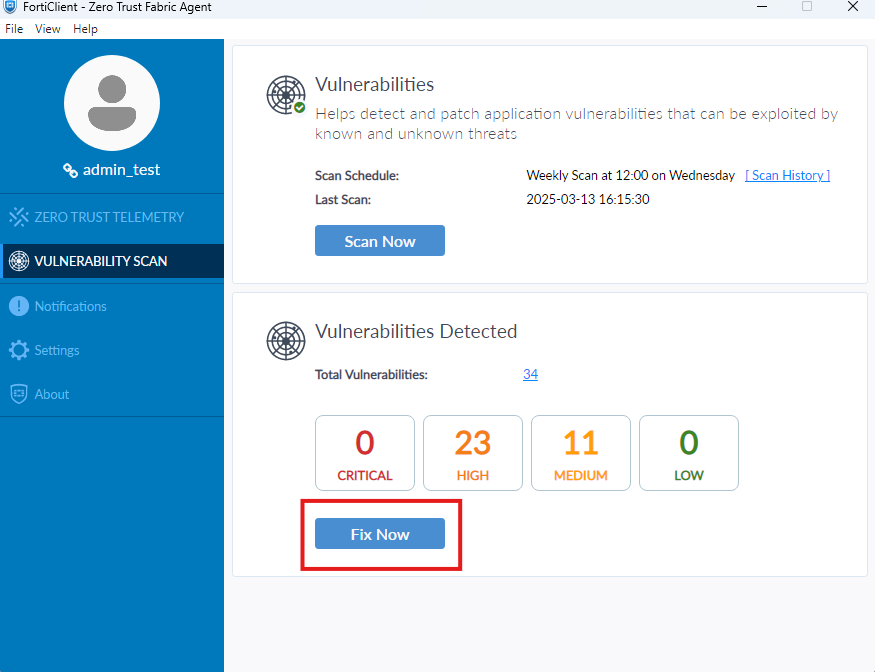 FortiClient - Zero Trust Fabric Agent
File View Help
admin_test
ZERO TRUST TELEMETRY
VULNERABILITY SCAN
Notifications
Settings
About
Vulnerabilities
Helps detect and patch application vulnerabilities that can be exploited by
known and unknown threats
Scan Schedule: Weekly Scan at 12:00 on Wednesday [ Scan History ]
Last Scan: 2025-03-13 16:15:30
Scan Now
Vulnerabilities Detected
Total Vulnerabilities: 34
0 23 11 0
CRITICAL HIGH MEDIUM LOW
Fix Now